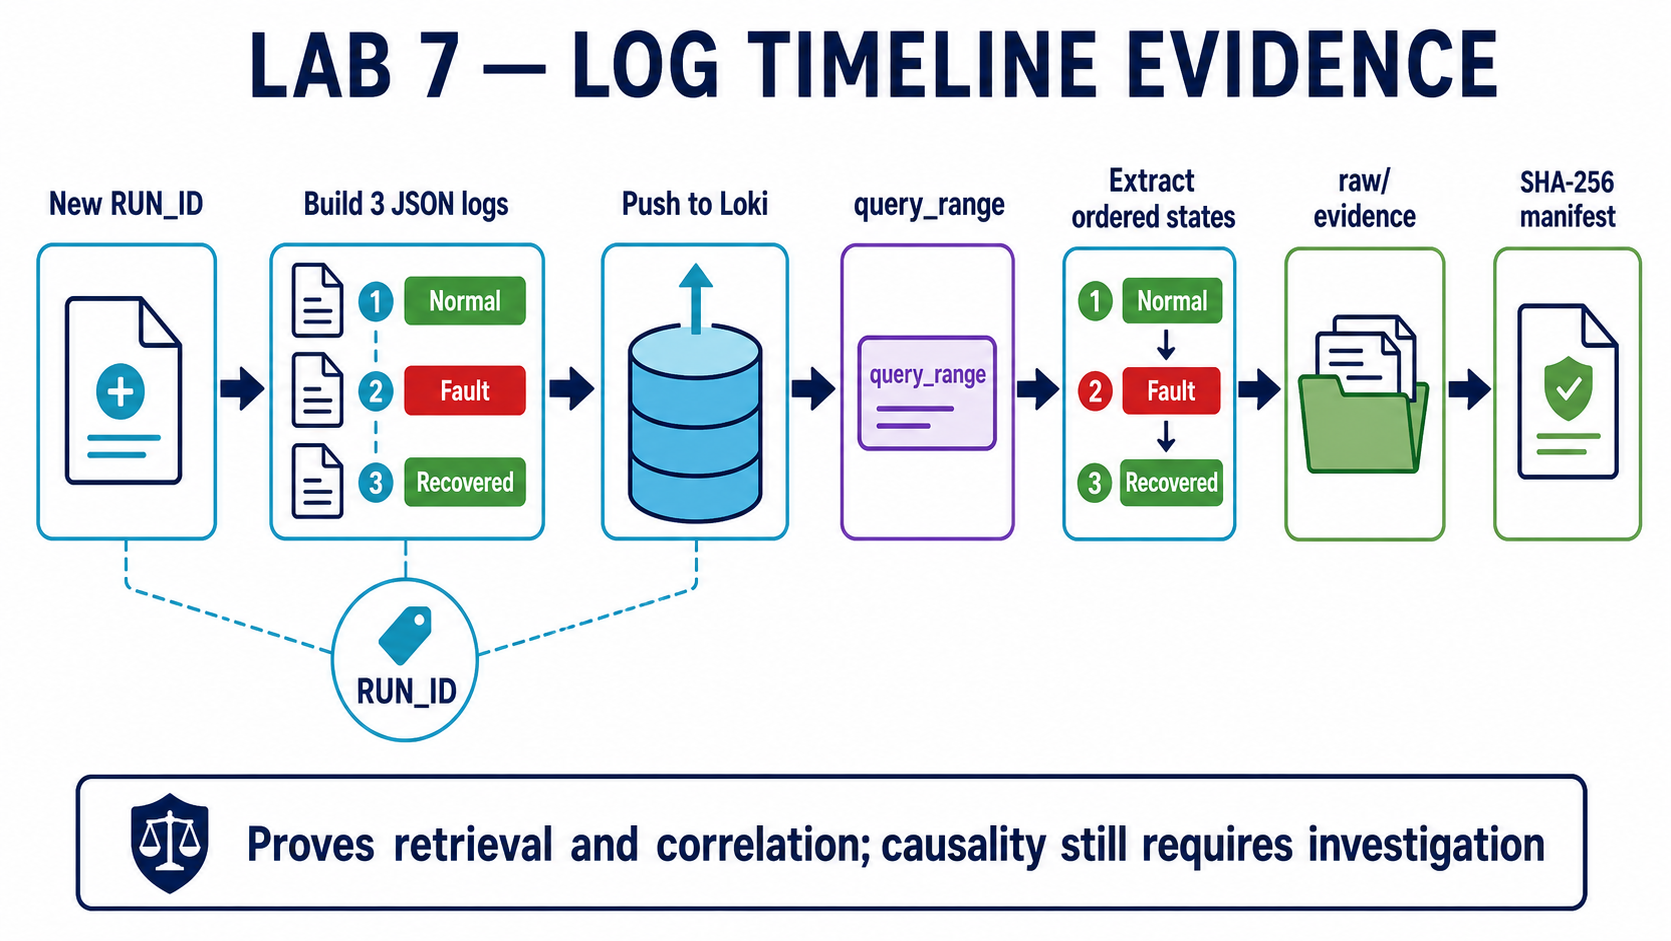 LAB 7 — LOG TIMELINE EVIDENCE
New RUN_ID
Build 3 JSON logs
Push to Loki
query_range
Extract
ordered states
raw/
evidence
SHA-256
manifest
1 Normal
2 Fault
3 Recovered
query_range
1 Normal
2 Fault
3 Recovered
RUN_ID
Proves retrieval and correlation; causality still requires investigation